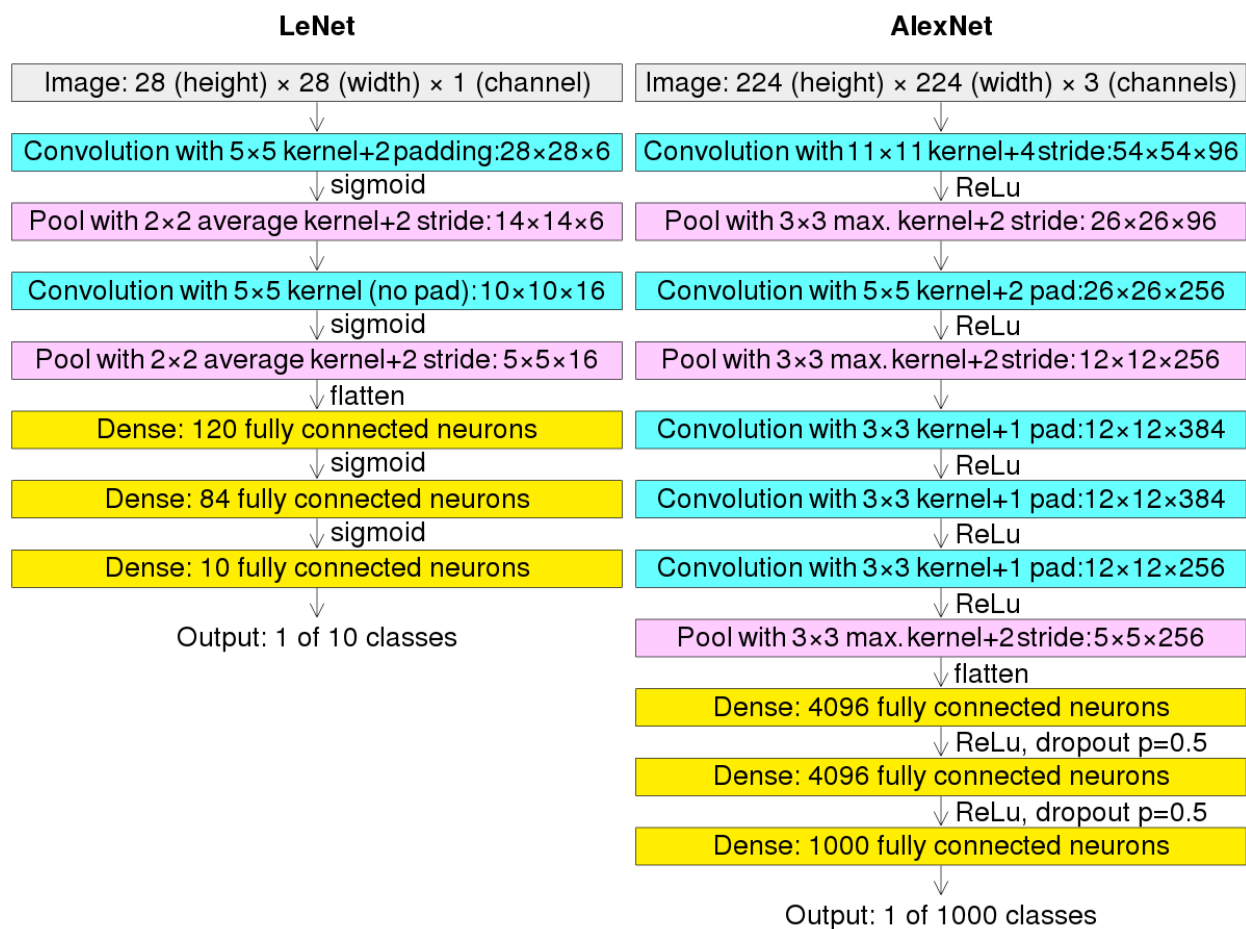 LeNet
Image: 28 (height) × 28 (width) × 1 (channel)
Convolution with 5×5 kernel+2 padding:28×28×6
sigmoid
Pool with 2×2 average kernel+2 stride: 14×14×6
Convolution with 5×5 kernel (no pad):10×10×16
sigmoid
Pool with 2×2 average kernel+2 stride: 5×5×16
flatten
Dense: 120 fully connected neurons
sigmoid
Dense: 84 fully connected neurons
sigmoid
Dense: 10 fully connected neurons
Output: 1 of 10 classes
AlexNet
Image: 224 (height) × 224 (width) × 3 (channels)
Convolution with 11×11 kernel+4 stride:54×54×96
ReLu
Pool with 3×3 max. kernel+2 stride: 26×26×96
Convolution with 5×5 kernel+2 pad:26×26×256
ReLu
Pool with 3×3 max. kernel+2 stride:12×12×256
Convolution with 3×3 kernel+1 pad:12×12×384
ReLu
Convolution with 3×3 kernel+1 pad:12×12×384
ReLu
Convolution with 3×3 kernel+1 pad:12×12×256
ReLu
Pool with 3×3 max. kernel+2 stride:5×5×256
flatten
Dense: 4096 fully connected neurons
ReLu, dropout p=0.5
Dense: 4096 fully connected neurons
ReLu, dropout p=0.5
Dense: 1000 fully connected neurons
Output: 1 of 1000 classes